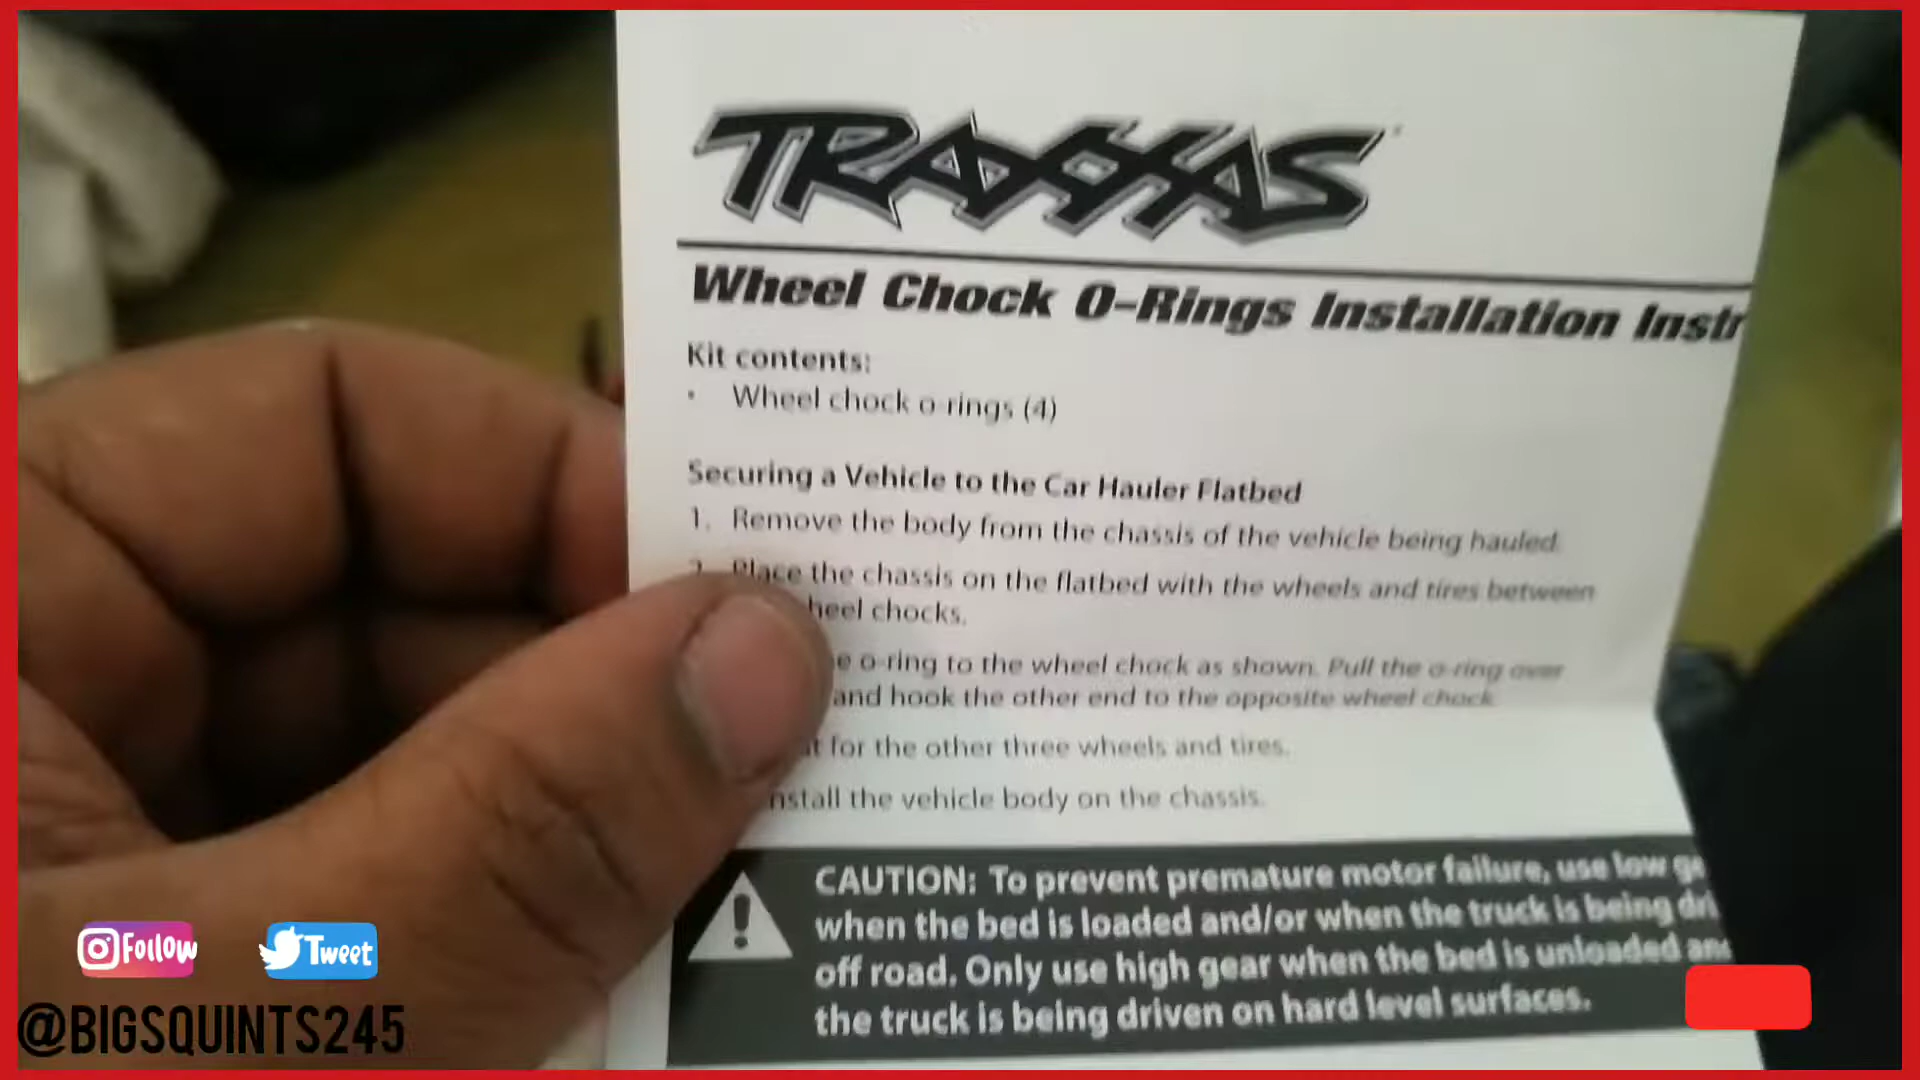 TRAXXAS
Wheel Chock O-Rings Installation Instr
Kit contents:
• Wheel chock o-rings (4)
Securing a Vehicle to the Car Hauler Flatbed
1. Remove the body from the chassis of the vehicle being hauled.
2. Place the chassis on the flatbed with the wheels and tires between
heel chocks.
e o-ring to the wheel chock as shown. Pull the o-ring over
and hook the other end to the opposite wheel chock.
t for the other three wheels and tires.
nstall the vehicle body on the chassis.
CAUTION: To prevent premature motor failure, use low ge
when the bed is loaded and/or when the truck is being dri
off road. Only use high gear when the bed is unloaded and
the truck is being driven on hard level surfaces.
Follow
Tweet
@BIGSQUINTS245